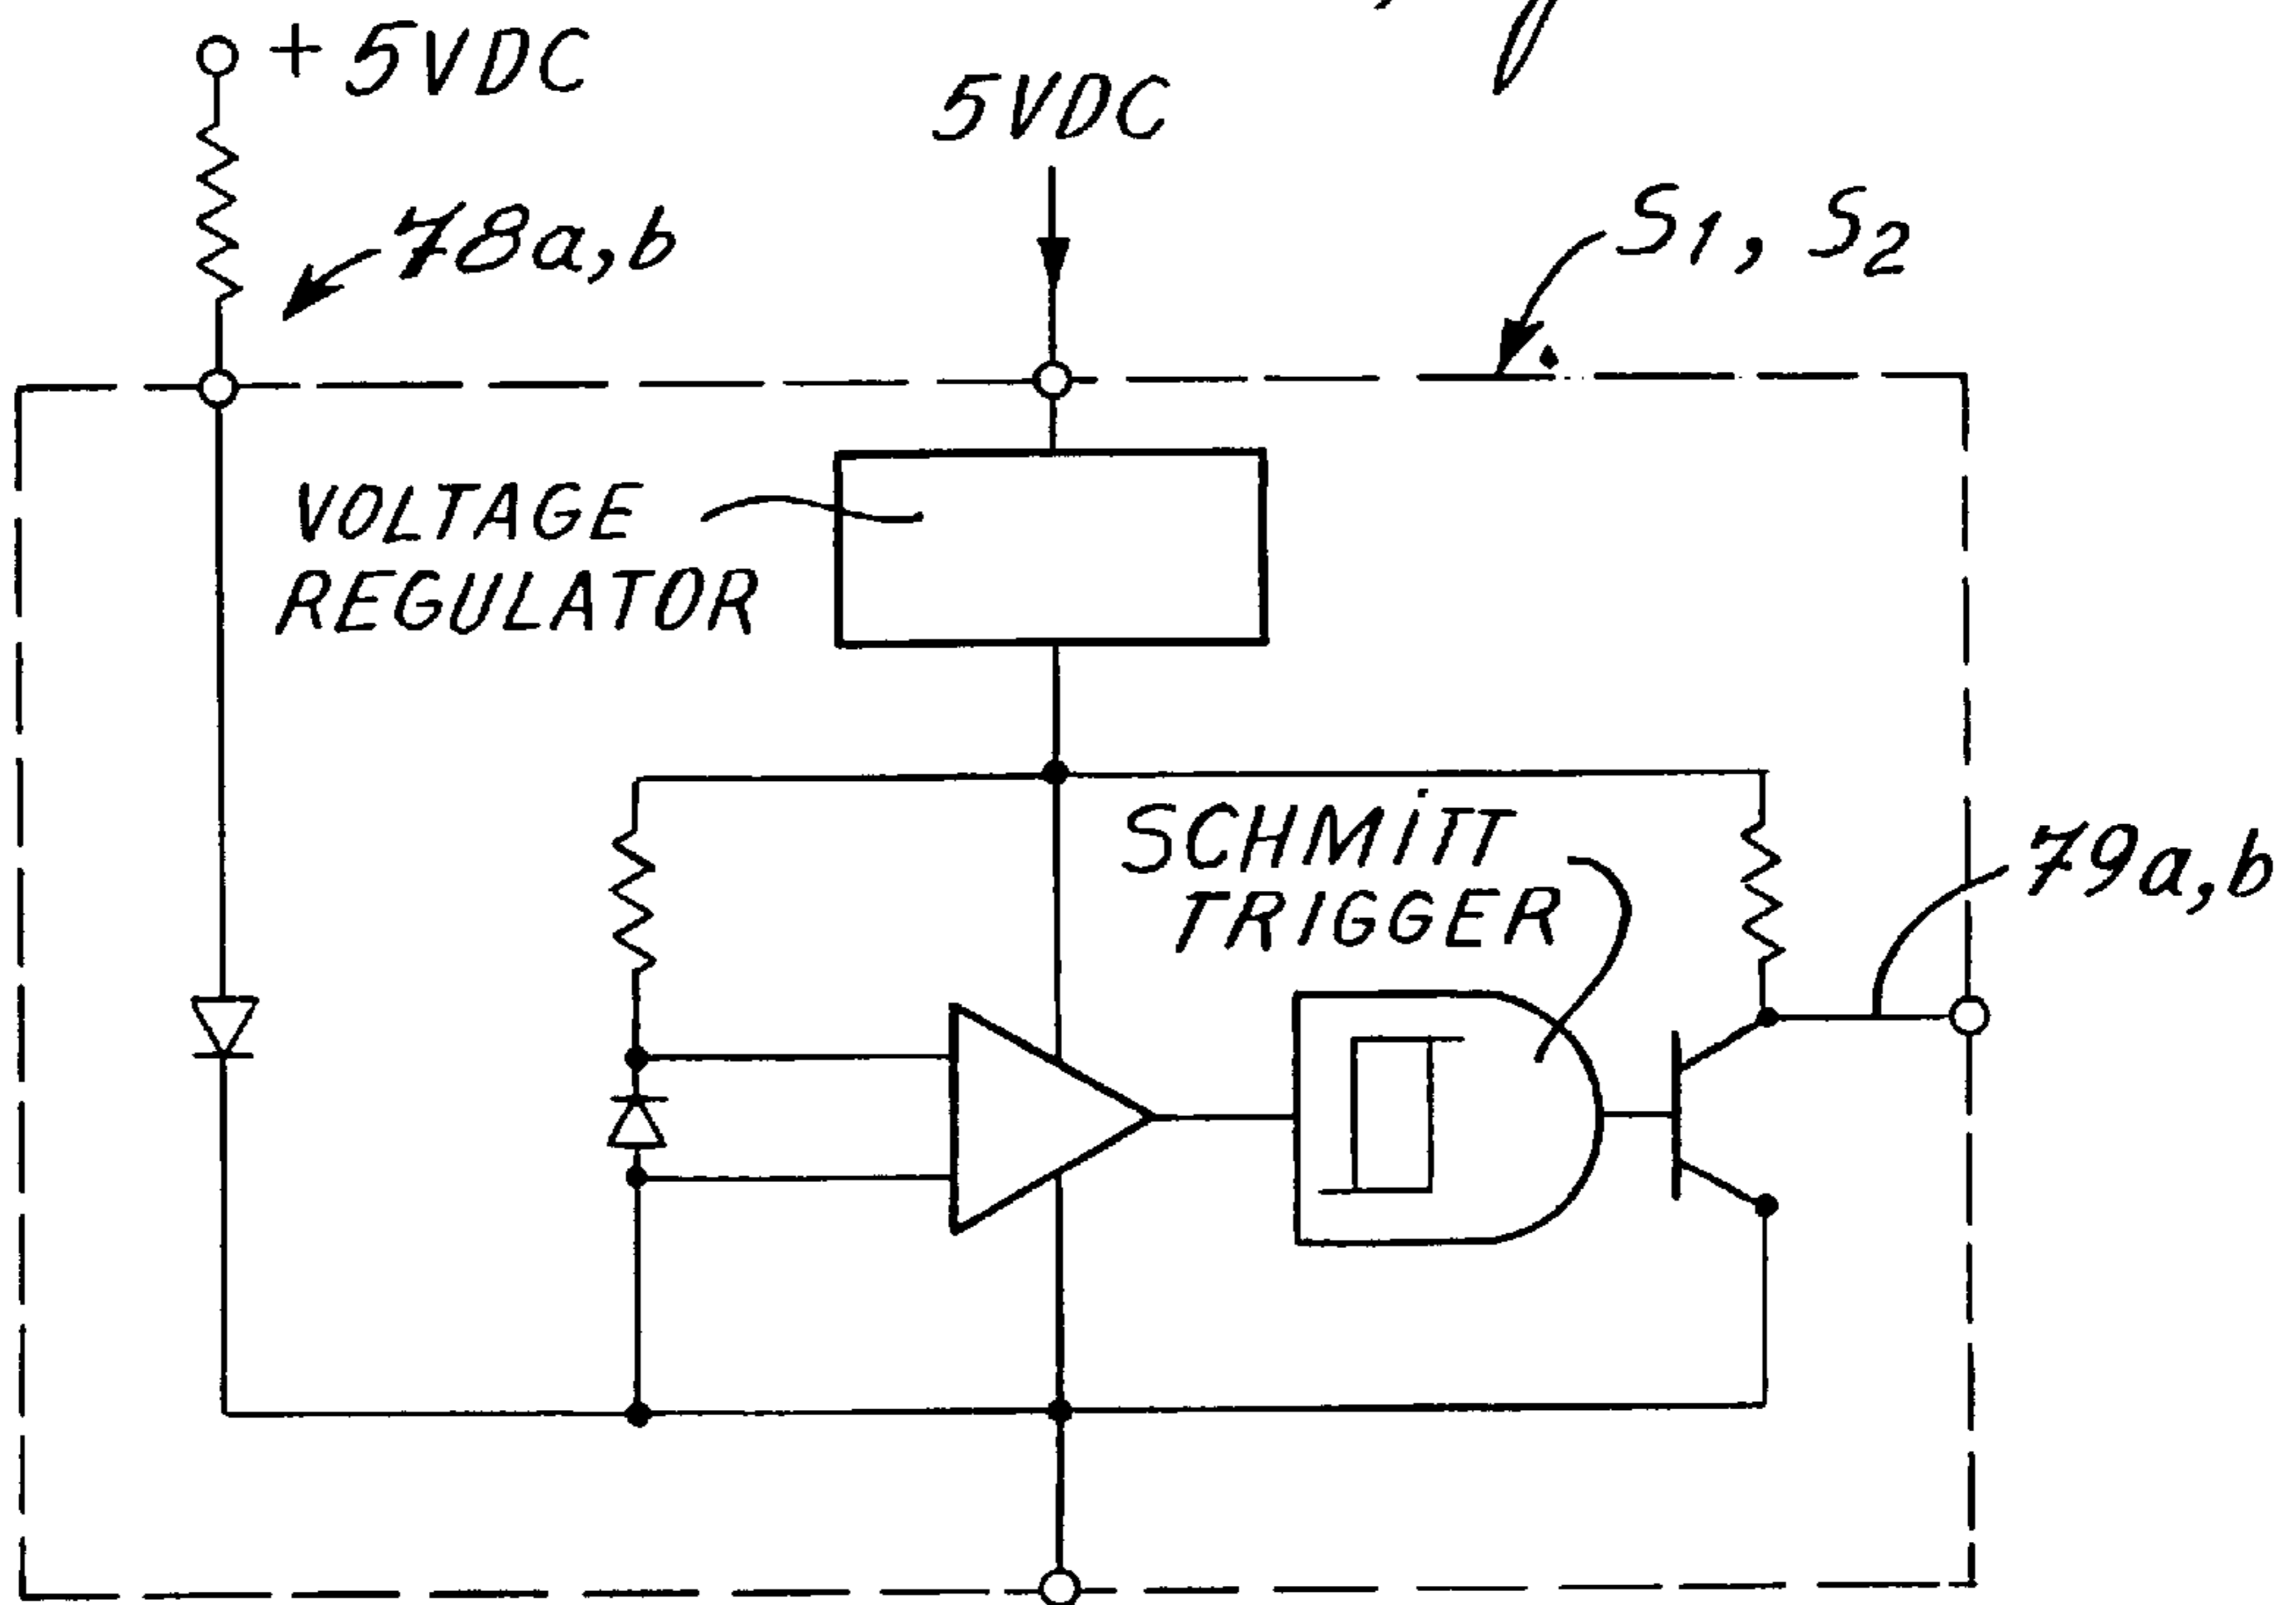 +5VDC
5VDC
78a,b
S1, S2
VOLTAGE
REGULATOR
SCHMITT
TRIGGER
79a,b